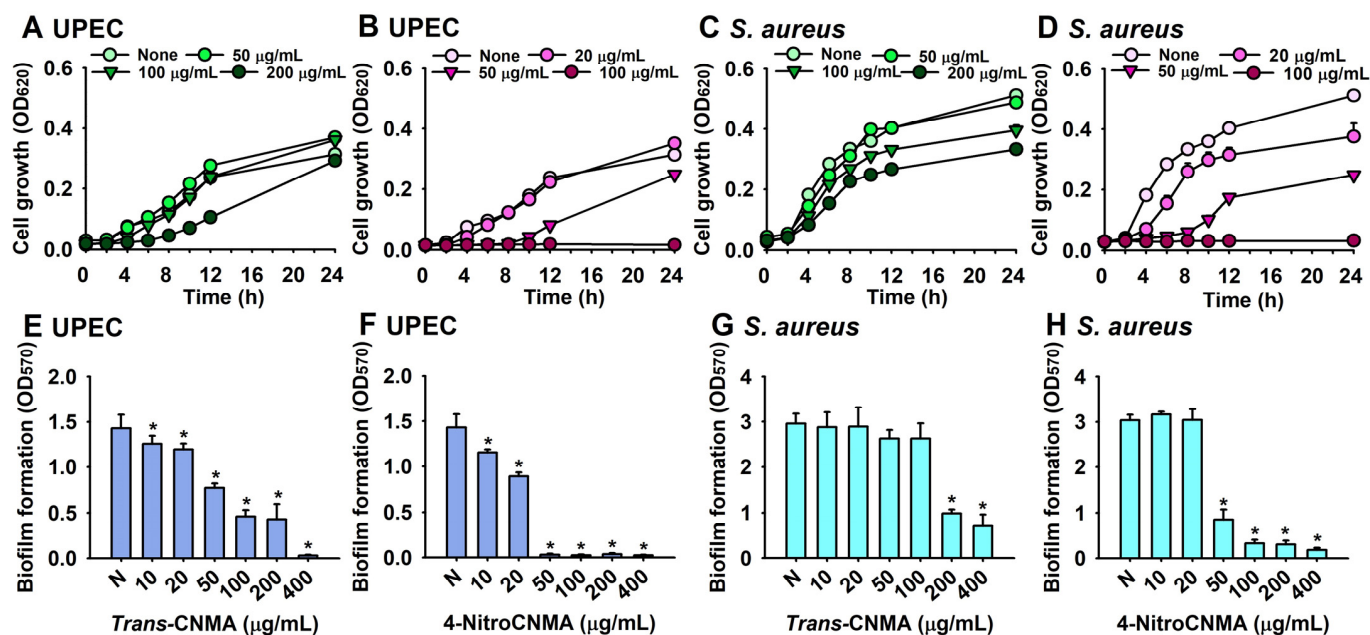 A UPEC
None
50 µg/mL
100 µg/mL
200 µg/mL
Cell growth (OD620)
0.6
0.4
0.2
0.0
0 4 8 12 16 20 24
Time (h)
B UPEC
None
20 µg/mL
50 µg/mL
100 µg/mL
Cell growth (OD620)
0.6
0.4
0.2
0.0
0 4 8 12 16 20 24
Time (h)
C S. aureus
None
50 µg/mL
100 µg/mL
200 µg/mL
Cell growth (OD620)
0.6
0.4
0.2
0.0
0 4 8 12 16 20 24
Time (h)
D S. aureus
None
20 µg/mL
50 µg/mL
100 µg/mL
Cell growth (OD620)
0.6
0.4
0.2
0.0
0 4 8 12 16 20 24
Time (h)
E UPEC
Biofilm formation (OD570)
2.0
1.5
1.0
0.5
0.0
* * * * * *
N 10 20 50 100 200 400
Trans-CNMA (µg/mL)
F UPEC
Biofilm formation (OD570)
2.0
1.5
1.0
0.5
0.0
* * * * * *
N 10 20 50 100 200 400
4-NitroCNMA (µg/mL)
G S. aureus
Biofilm formation (OD570)
4
3
2
1
0
* *
N 10 20 50 100 200 400
Trans-CNMA (µg/mL)
H S. aureus
Biofilm formation (OD570)
4
3
2
1
0
* * * *
N 10 20 50 100 200 400
4-NitroCNMA (µg/mL)